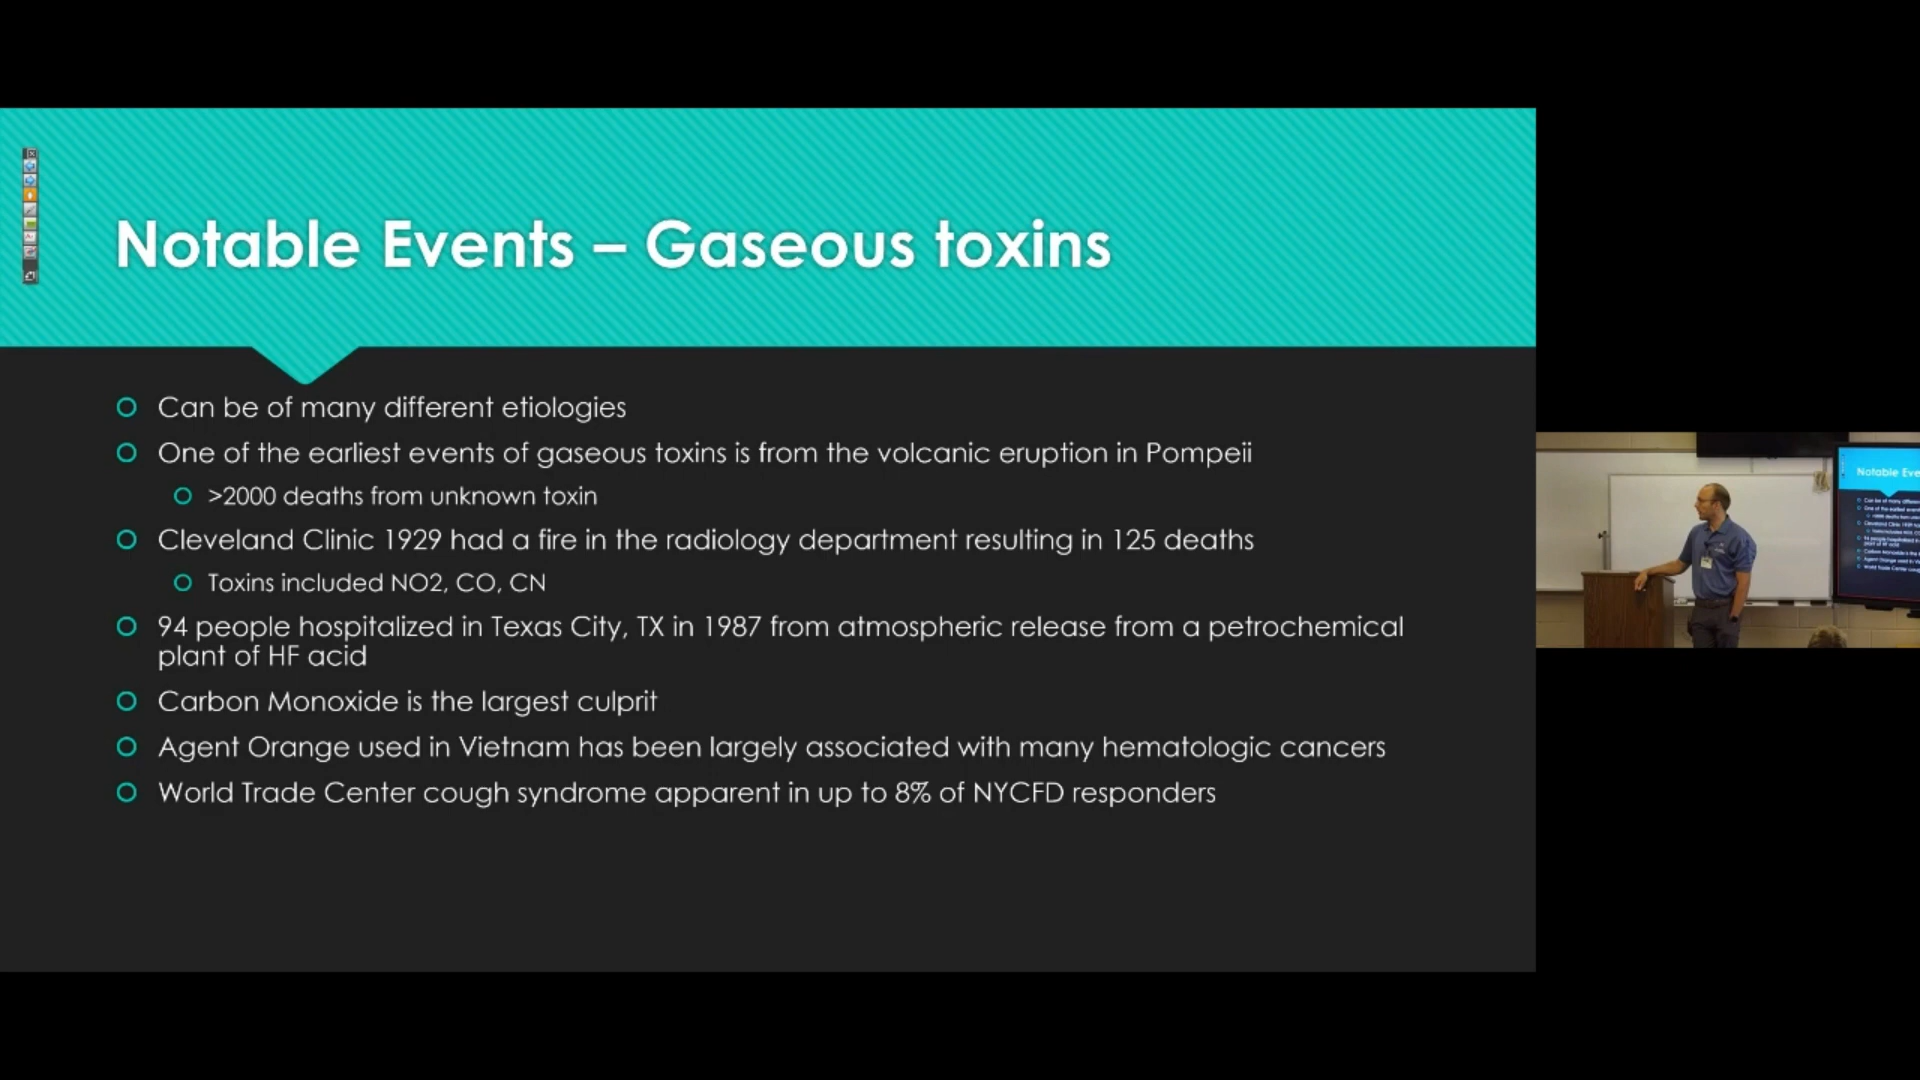 Notable Events – Gaseous toxins
Can be of many different etiologies
One of the earliest events of gaseous toxins is from the volcanic eruption in Pompeii
>2000 deaths from unknown toxin
Cleveland Clinic 1929 had a fire in the radiology department resulting in 125 deaths
Toxins included NO2, CO, CN
94 people hospitalized in Texas City, TX in 1987 from atmospheric release from a petrochemical
plant of HF acid
Carbon Monoxide is the largest culprit
Agent Orange used in Vietnam has been largely associated with many hematologic cancers
World Trade Center cough syndrome apparent in up to 8% of NYCFD responders
Notable Eve